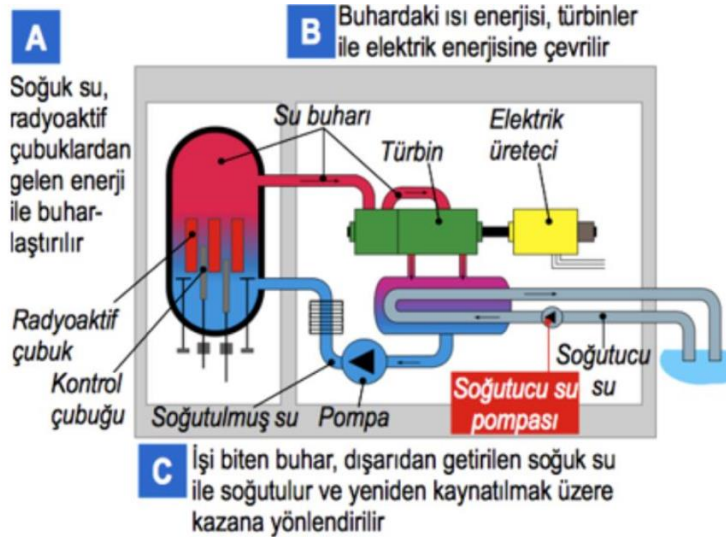 A
Soğuk su,
radyoaktif
çubuklardan
gelen enerji
ile buhar-
laştırılır
B
Buhardaki ısı enerjisi, türbinler
ile elektrik enerjisine çevrilir
Su buharı
Türbin
Elektrik
üreteci
Radyoaktif
çubuk
Kontrol
çubuğu
Soğutulmuş su
Pompa
Soğutucu su
pompası
Soğutucu
su
C
İşi biten buhar, dışarıdan getirilen soğuk su
ile soğutulur ve yeniden kaynatılmak üzere
kazana yönlendirilir